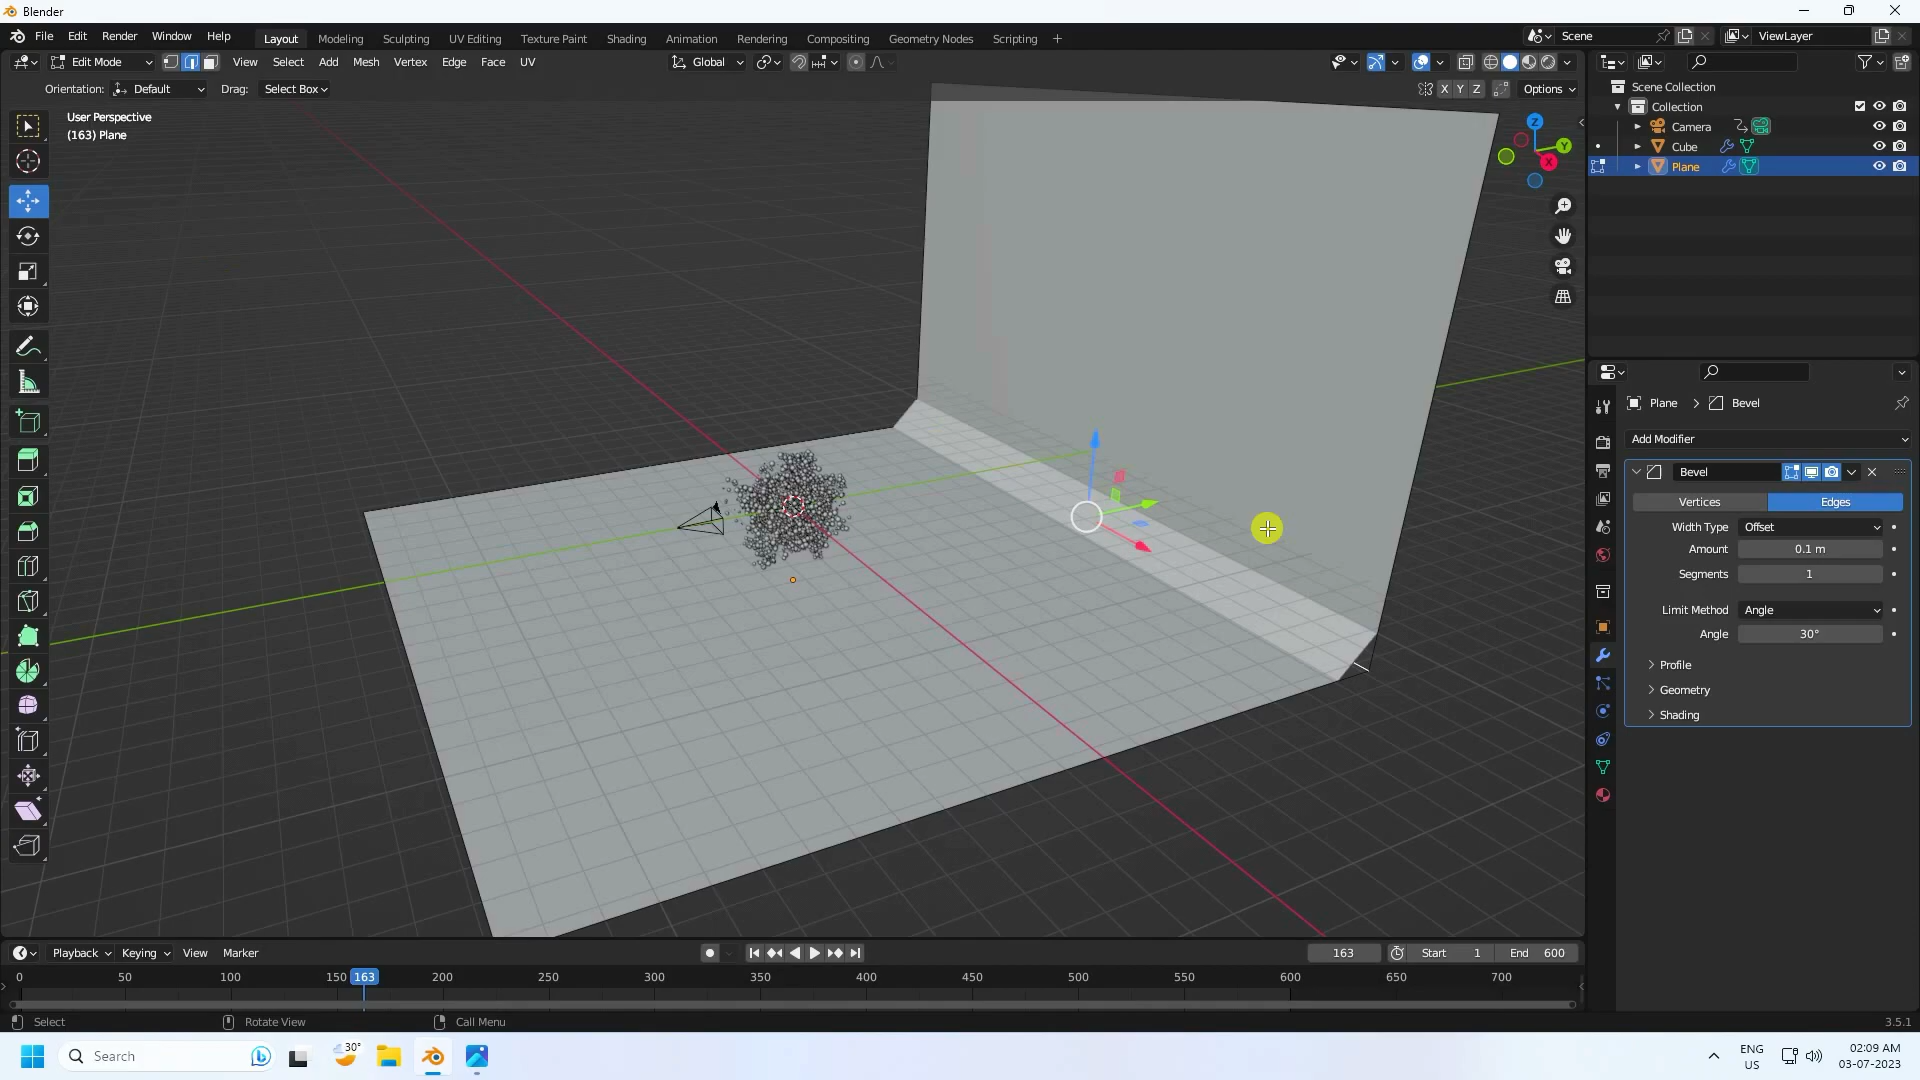 Blender
File Edit Render Window Help Layout Modeling Sculpting UV Editing Texture Paint Shading Animation Rendering Compositing Geometry Nodes Scripting + Scene ViewLayer
Edit Mode View Select Add Mesh Vertex Edge Face UV Global
Orientation: Default Drag: Select Box X Y Z Options
User Perspective
(163) Plane
Z
Y
X
Scene Collection
Collection
Camera
Cube
Plane
Plane > Bevel
Add Modifier
Bevel
Vertices Edges
Width Type Offset
Amount 0.1 m
Segments 1
Limit Method Angle
Angle 30°
Profile
Geometry
Shading
Playback Keying View Marker 163 Start 1 End 600
0 50 100 150 163 200 250 300 350 400 450 500 550 600 650 700
Select Rotate View Call Menu 3.5.1
Search 30° ENG US 02:09 AM
03-07-2023